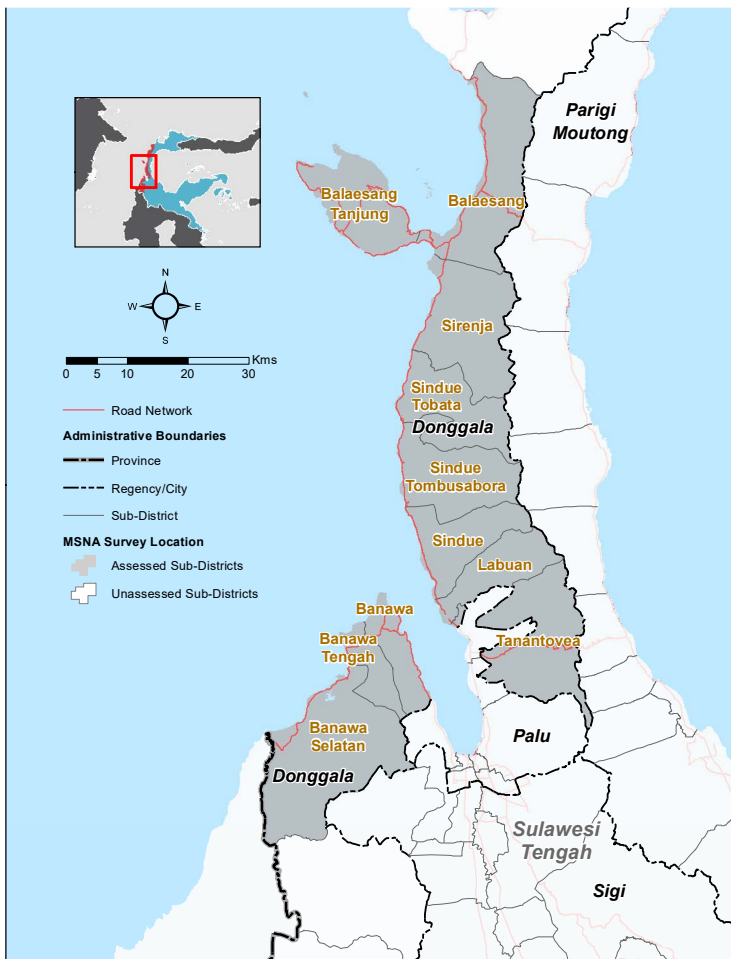 Parigi
Moutong
Balaesang
Tanjung
Balaesang
N
W
E
S
Sirenja
Kms
0 5 10 20 30
Sindue
Tobata
Road Network
Donggala
Administrative Boundaries
Province
Sindue
Tombusabora
Regency/City
Sub-District
Sindue
MSNA Survey Location
Labuan
Assessed Sub-Districts
Unassessed Sub-Districts
Banawa
Banawa
Tengah
Tanantovea
Banawa
Selatan
Palu
Donggala
Sulawesi
Tengah
Sigi